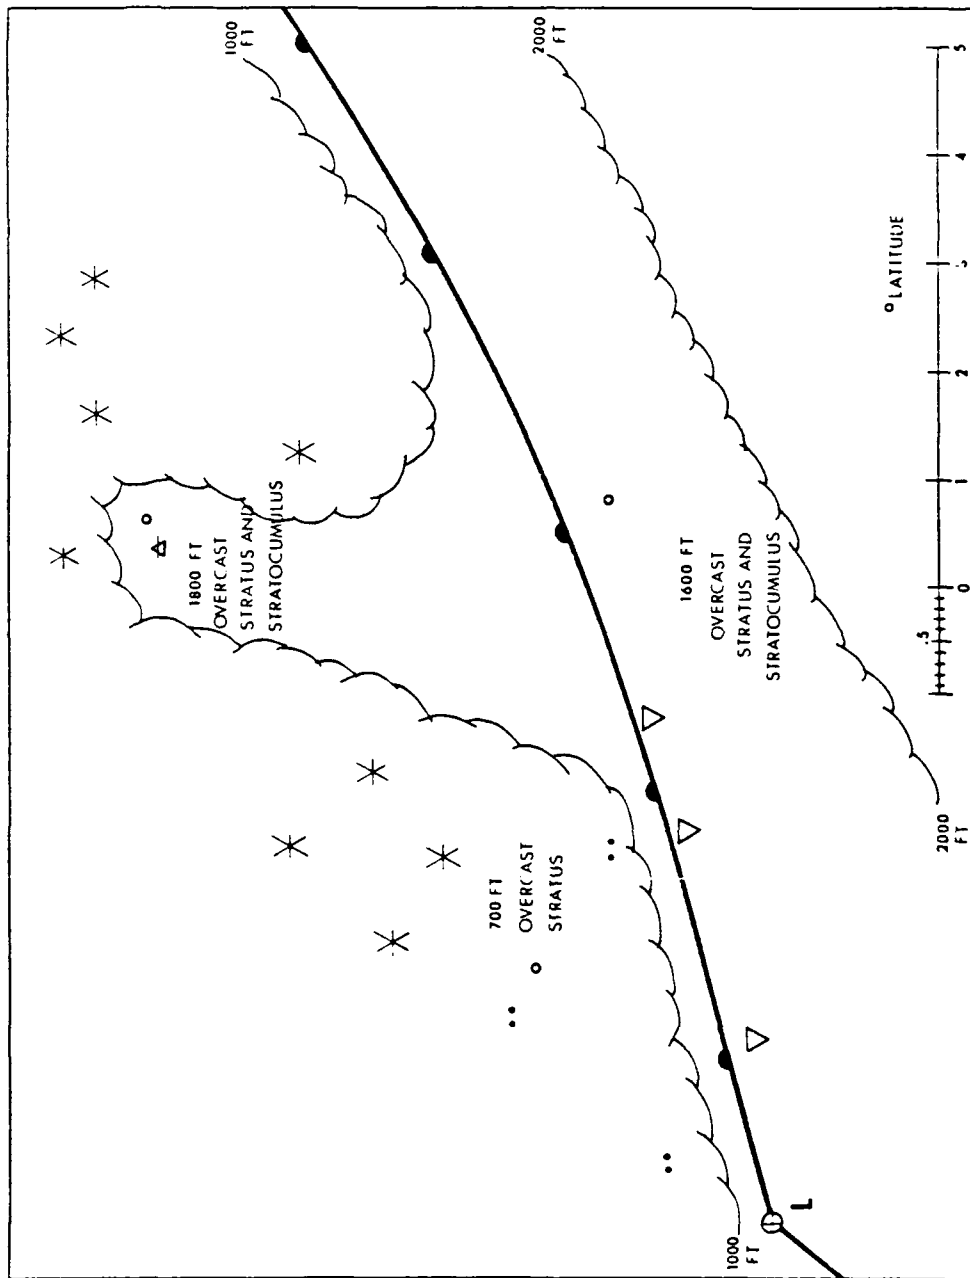 1000
FT
2000
FT
1800 FT
OVERCAST
STRATUS AND
STRATOCUMULUS
700 FT
OVERCAST
STRATUS
1600 FT
OVERCAST
STRATUS AND
STRATOCUMULUS
1000
FT
L
2000
FT
°LATITUDE
.5
0
1
2
3
4
5